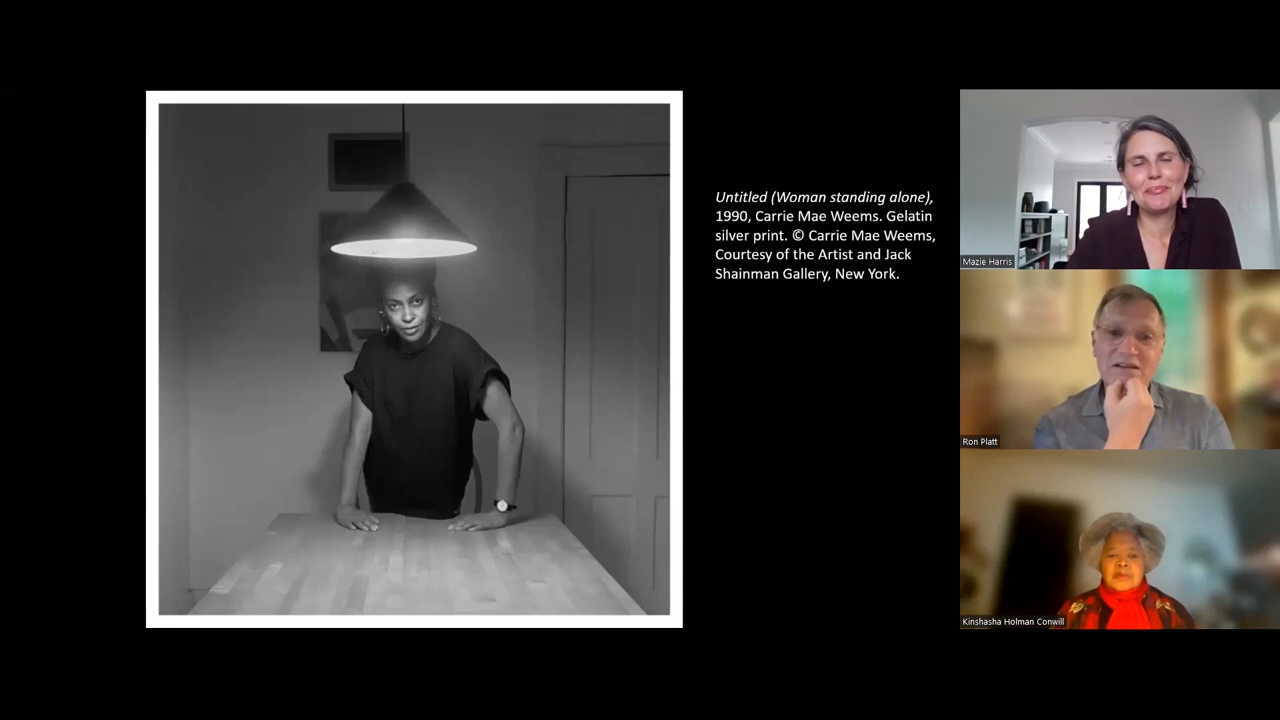 Untitled (Woman standing alone),
1990, Carrie Mae Weems. Gelatin
silver print. © Carrie Mae Weems,
Courtesy of the Artist and Jack
Shainman Gallery, New York.
Mazie Harris
Ron Platt
Kinshasha Holman Conwill